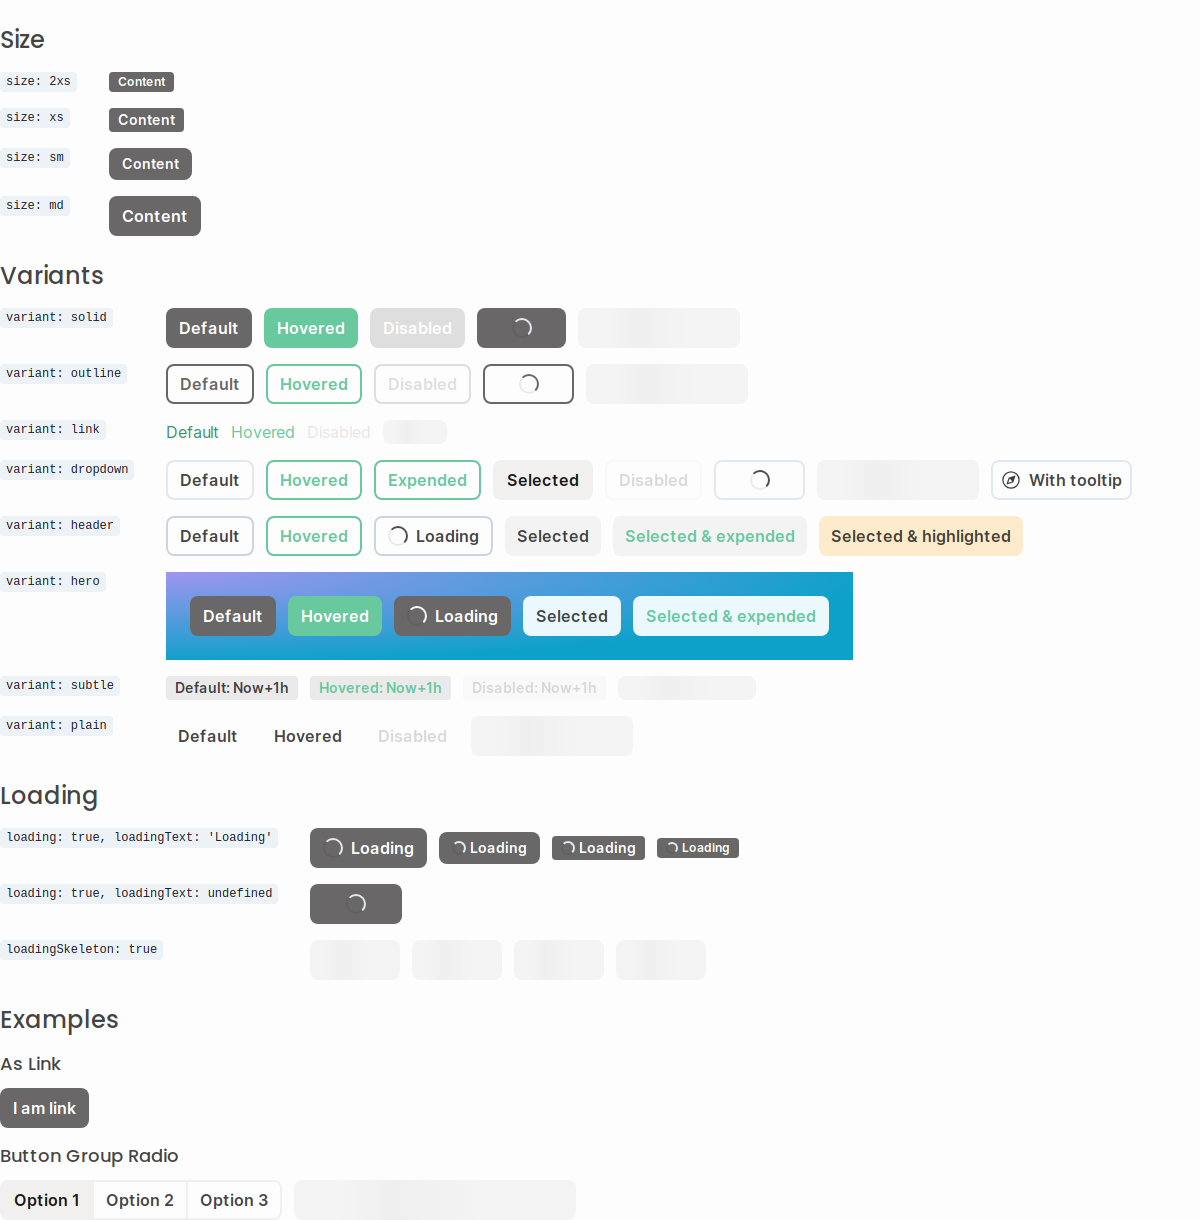 Size
size: 2xs Content
size: xs Content
size: sm Content
size: md Content
Variants
variant: solid Default Hovered Disabled
variant: outline Default Hovered Disabled
variant: link Default Hovered Disabled
variant: dropdown Default Hovered Expended Selected Disabled With tooltip
variant: header Default Hovered Loading Selected Selected & expended Selected & highlighted
variant: hero Default Hovered Loading Selected Selected & expended
variant: subtle Default: Now+1h Hovered: Now+1h Disabled: Now+1h
variant: plain Default Hovered Disabled
Loading
loading: true, loadingText: 'Loading' Loading Loading Loading Loading
loading: true, loadingText: undefined
loadingSkeleton: true
Examples
As Link
I am link
Button Group Radio
Option 1 Option 2 Option 3